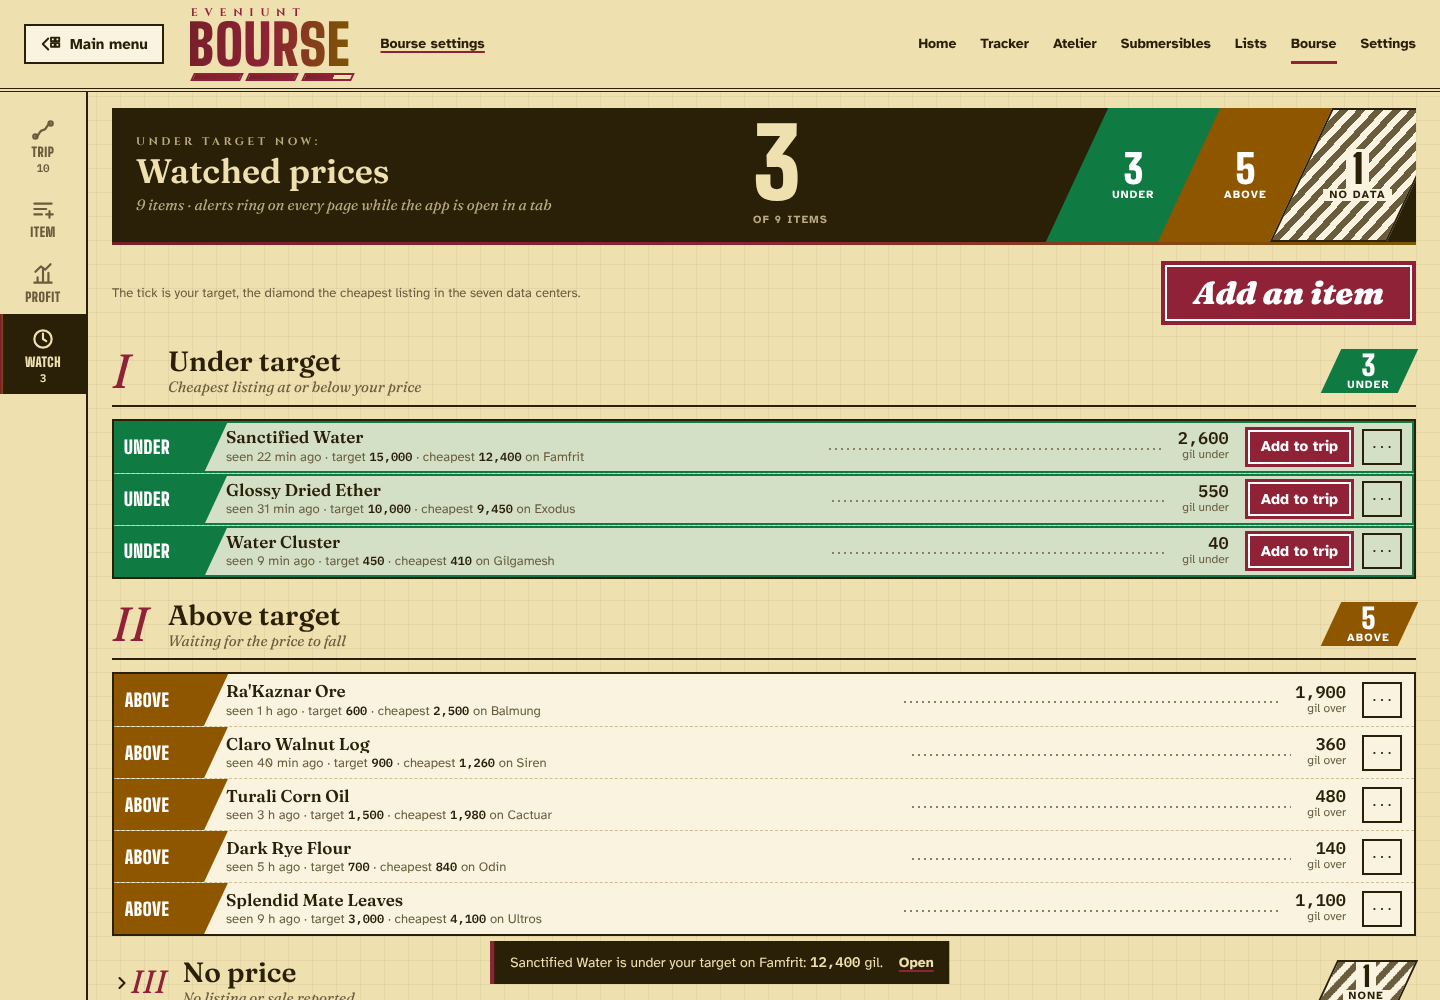 Main menu
EVENIUNT
BOURSE
Bourse settings
Home
Tracker
Atelier
Submersibles
Lists
Bourse
Settings
TRIP
10
ITEM
PROFIT
WATCH
3
UNDER TARGET NOW:
Watched prices
9 items · alerts ring on every page while the app is open in a tab
3
OF 9 ITEMS
3
UNDER
5
ABOVE
1
NO DATA
The tick is your target, the diamond the cheapest listing in the seven data centers.
Add an item
I
Under target
Cheapest listing at or below your price
3
UNDER
UNDER
Sanctified Water
seen 22 min ago · target 15,000 · cheapest 12,400 on Famfrit
2,600
gil under
Add to trip
...
UNDER
Glossy Dried Ether
seen 31 min ago · target 10,000 · cheapest 9,450 on Exodus
550
gil under
Add to trip
...
UNDER
Water Cluster
seen 9 min ago · target 450 · cheapest 410 on Gilgamesh
40
gil under
Add to trip
...
II
Above target
Waiting for the price to fall
5
ABOVE
ABOVE
Ra'Kaznar Ore
seen 1 h ago · target 600 · cheapest 2,500 on Balmung
1,900
gil over
...
ABOVE
Claro Walnut Log
seen 40 min ago · target 900 · cheapest 1,260 on Siren
360
gil over
...
ABOVE
Turali Corn Oil
seen 3 h ago · target 1,500 · cheapest 1,980 on Cactuar
480
gil over
...
ABOVE
Dark Rye Flour
seen 5 h ago · target 700 · cheapest 840 on Odin
140
gil over
...
ABOVE
Splendid Mate Leaves
seen 9 h ago · target 3,000 · cheapest 4,100 on Ultros
1,100
gil over
...
Sanctified Water is under your target on Famfrit: 12,400 gil.
Open
III
No price
No listing or sale reported
1
NONE